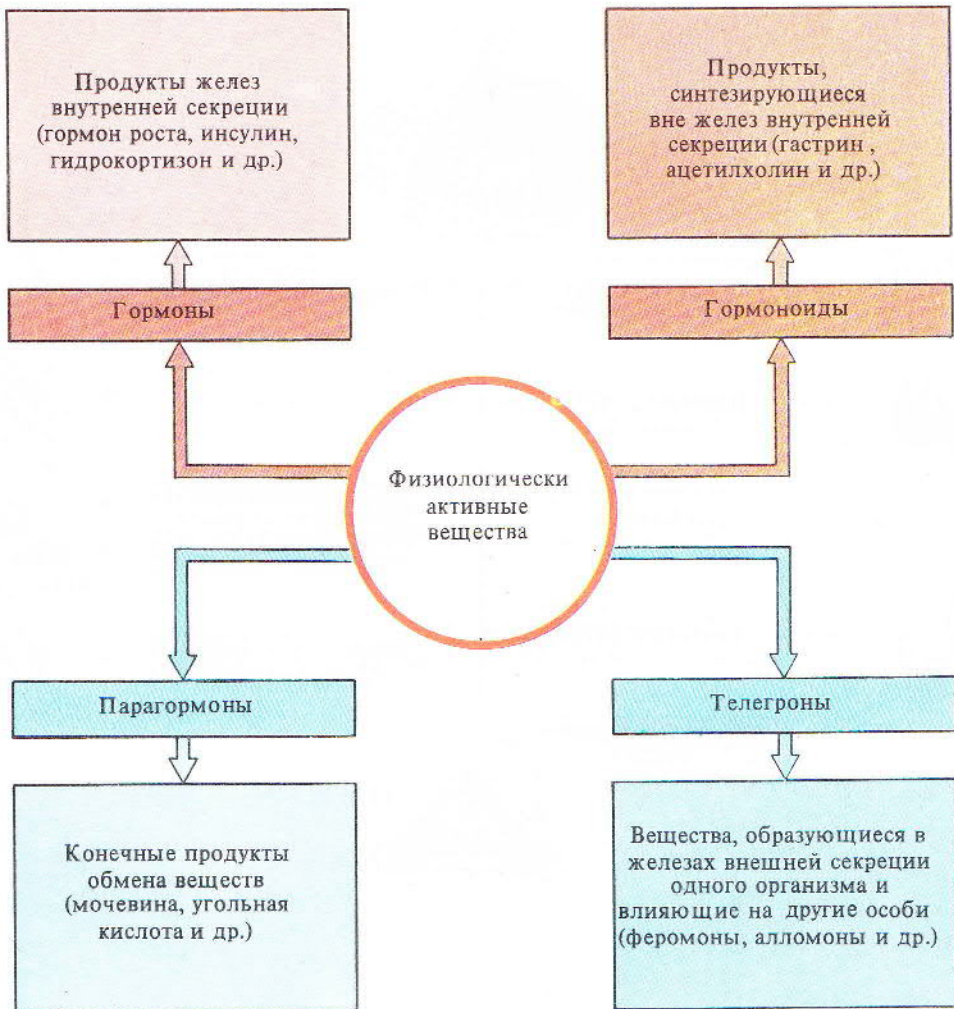 Продукты желез
внутренней секреции
(гормон роста, инсулин,
гидрокортизон и др.)
Продукты,
синтезирующиеся
вне желез внутренней
секреции (гастрин,
ацетилхолин и др.)
Гормоны
Гормоноиды
Физиологически
активные
вещества
Парагормоны
Телегроны
Конечные продукты
обмена веществ
(мочевина, угольная
кислота и др.)
Вещества, образующиеся в
железах внешней секреции
одного организма и
влияющие на другие особи
(феромоны, алломоны и др.)